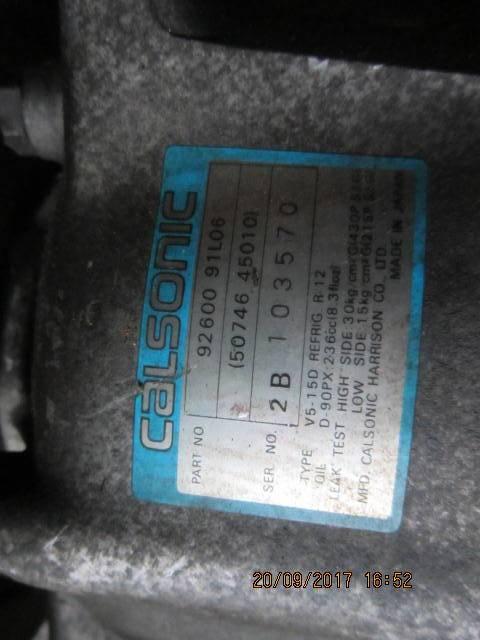 calsonic
PART NO 92600 91L06
(50746 45010)
SER NO. 2B 103570
TYPE V5-15D REFRIG R-12
OIL D-90PX:236cc(8.3floz)
LEAK TEST HIGH SIDE:30kg/cm²G(430P
LOW SIDE:15kg/cm²G(215P
MFD. CALSONIC HARRISON CO., LTD.
MADE IN JAPAN
20/09/2017 16:52